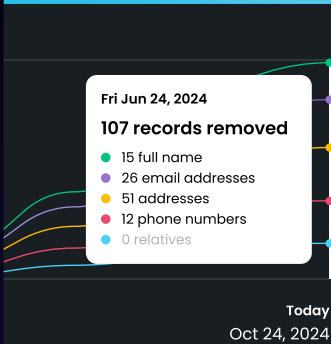 Fri Jun 24, 2024
107 records removed
15 full name
26 email addresses
51 addresses
12 phone numbers
0 relatives
Today
Oct 24, 2024